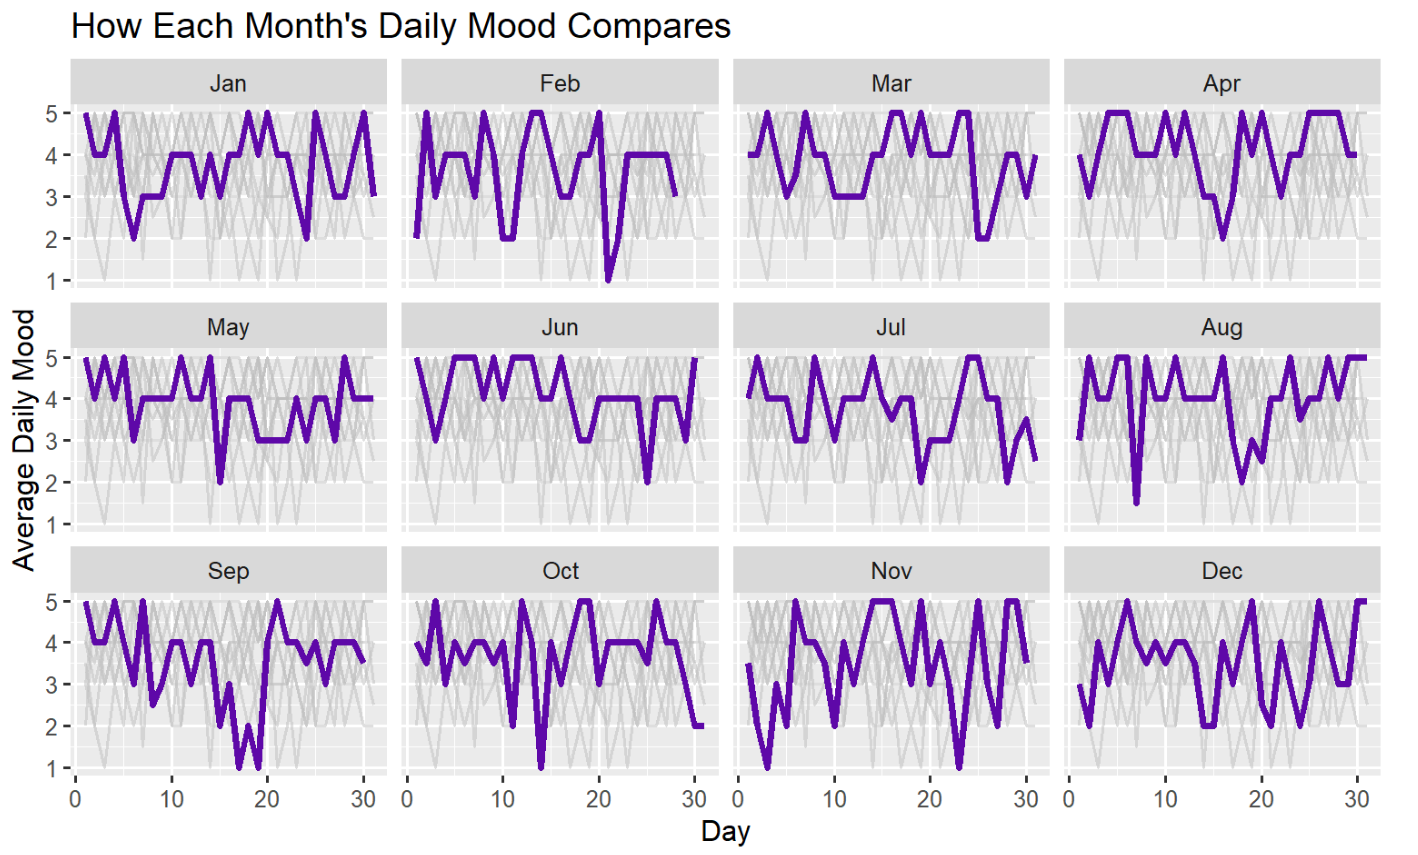 How Each Month's Daily Mood Compares
Jan Feb Mar Apr
5
4
3
2
1
May Jun Jul Aug
5
4
3
2
1
Sep Oct Nov Dec
5
4
3
2
1
0 10 20 30 0 10 20 30 0 10 20 30 0 10 20 30
Day
Average Daily Mood